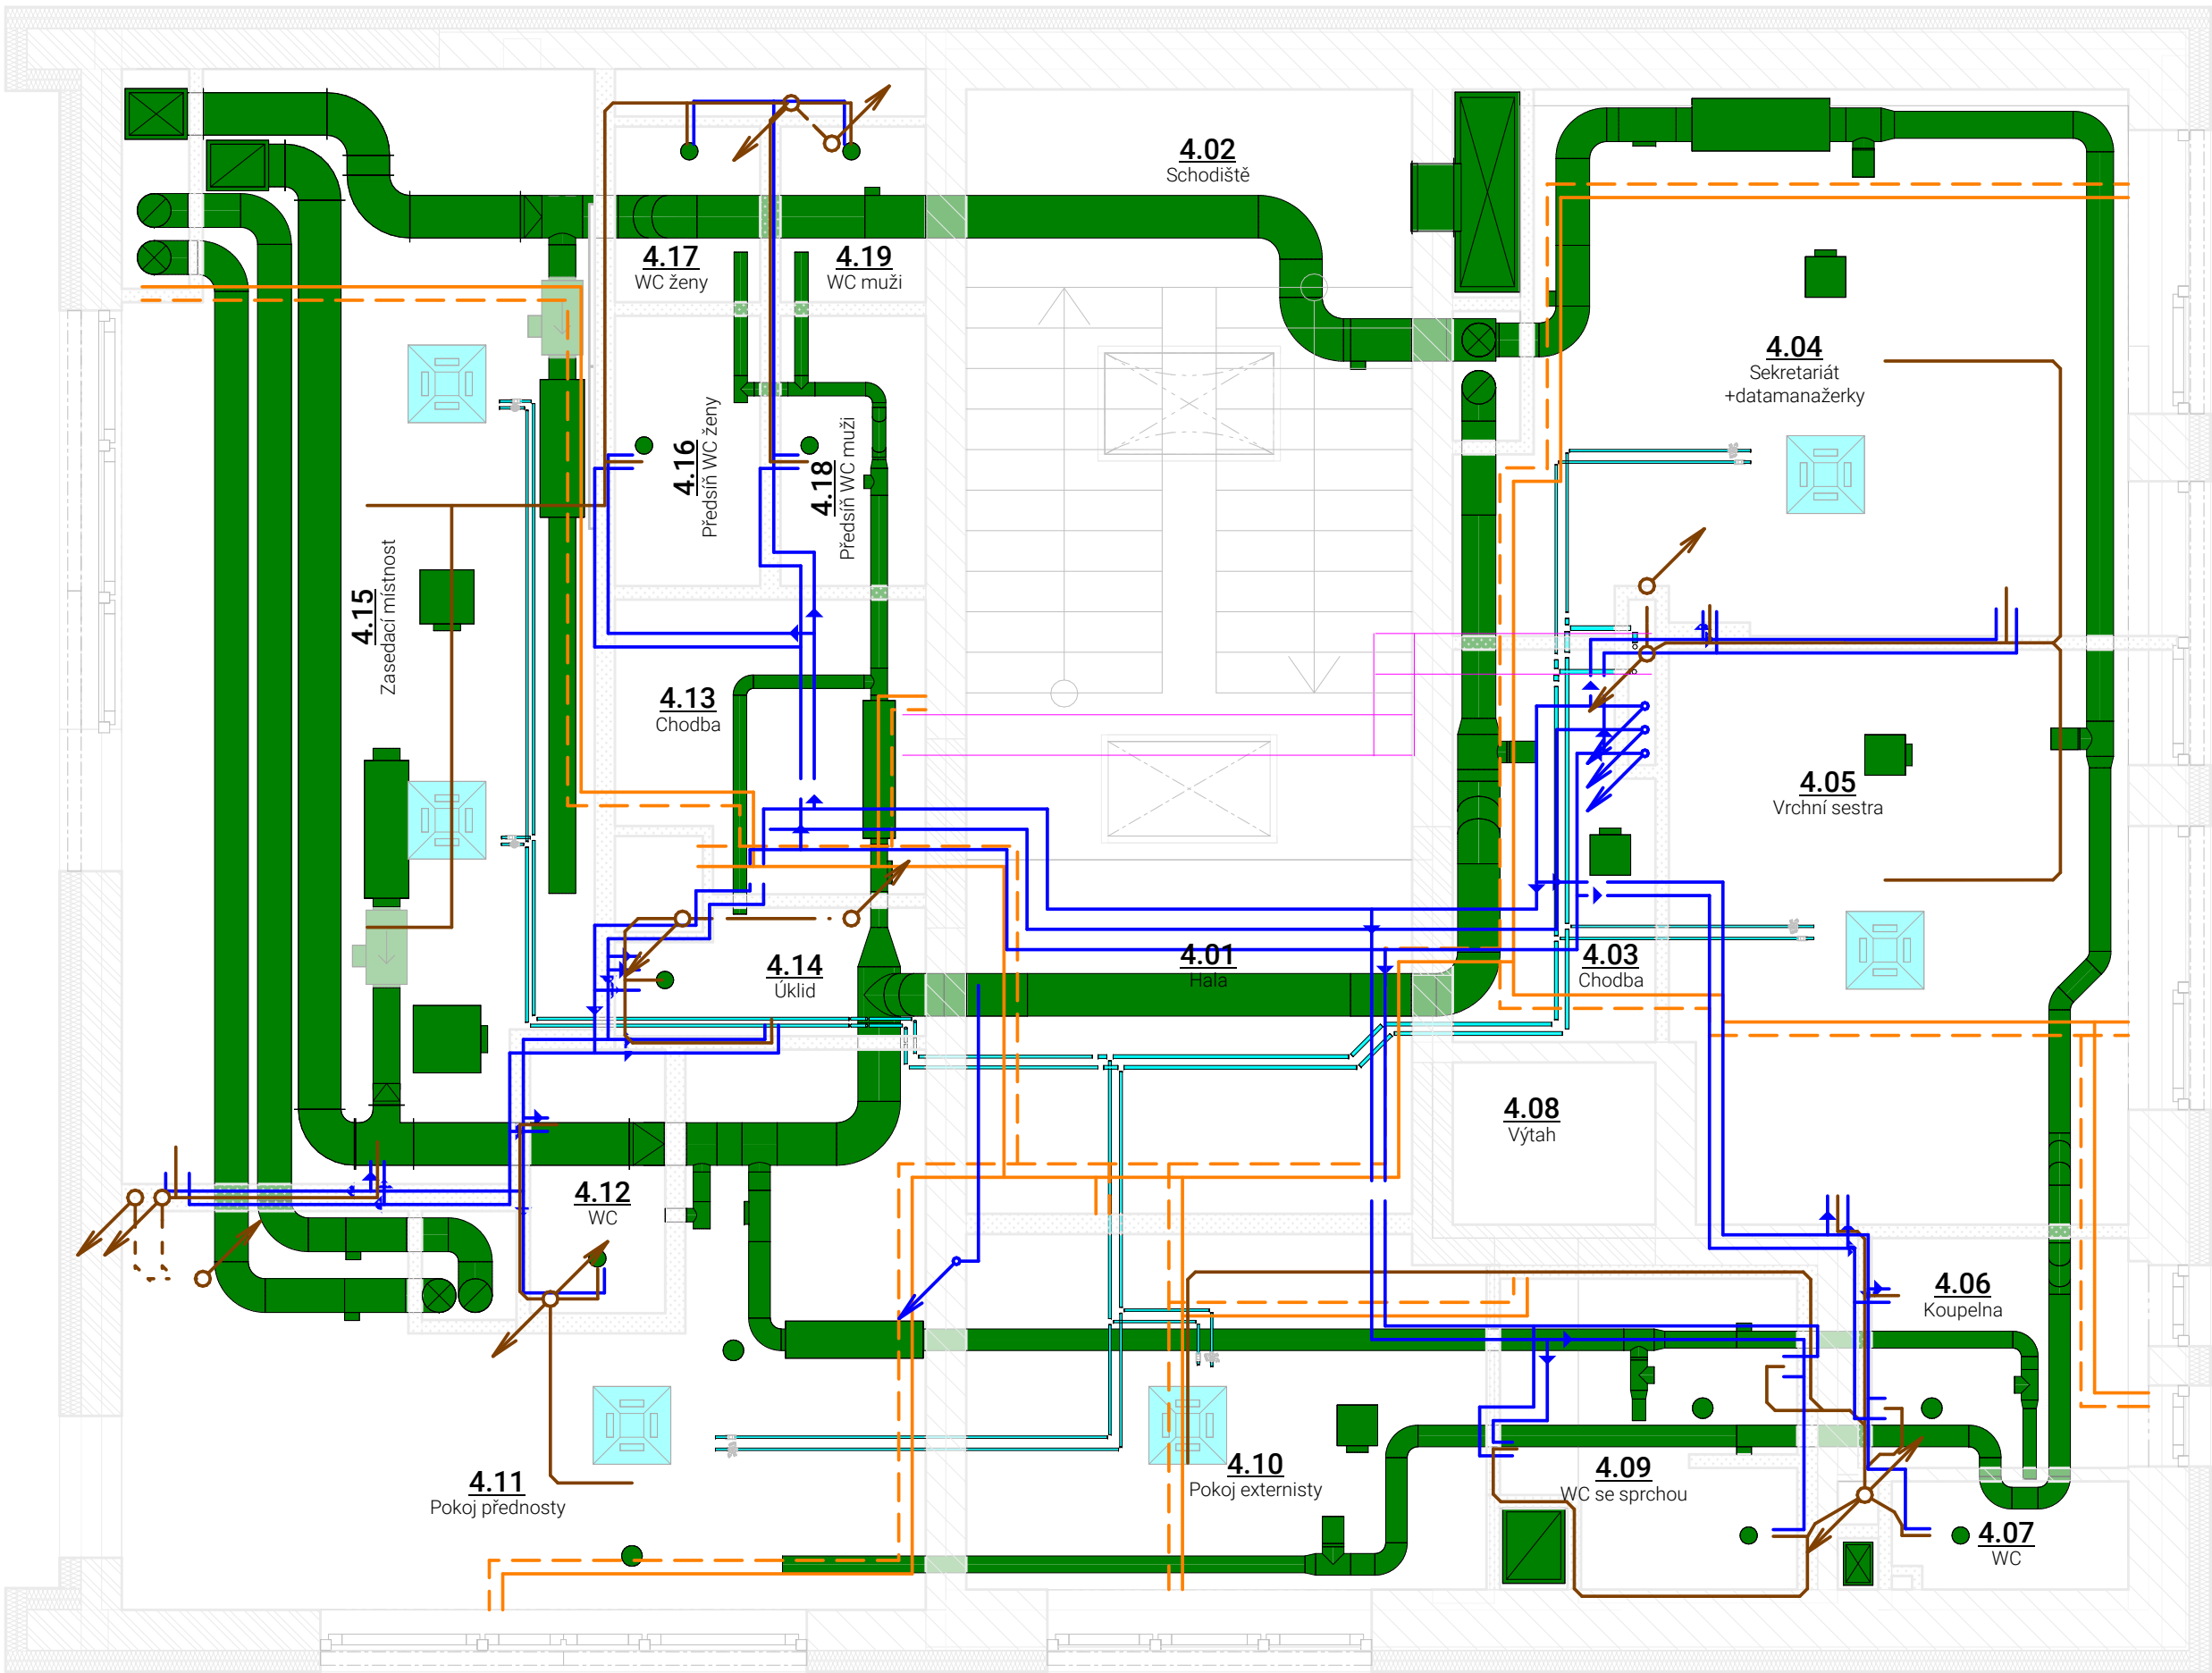 4.02
Schodiště
4.17
WC ženy
4.19
WC muži
4.04
Sekretariát
+datamanažerky
4.16
Předsíň WC ženy
4.18
Předsíň WC muži
4.15
Zasedací místnost
4.13
Chodba
4.05
Vrchní sestra
4.14
Úklid
4.01
Hala
4.03
Chodba
4.08
Výtah
4.12
WC
4.06
Koupelna
4.11
Pokoj přednosty
4.10
Pokoj externisty
4.09
WC se sprchou
4.07
WC